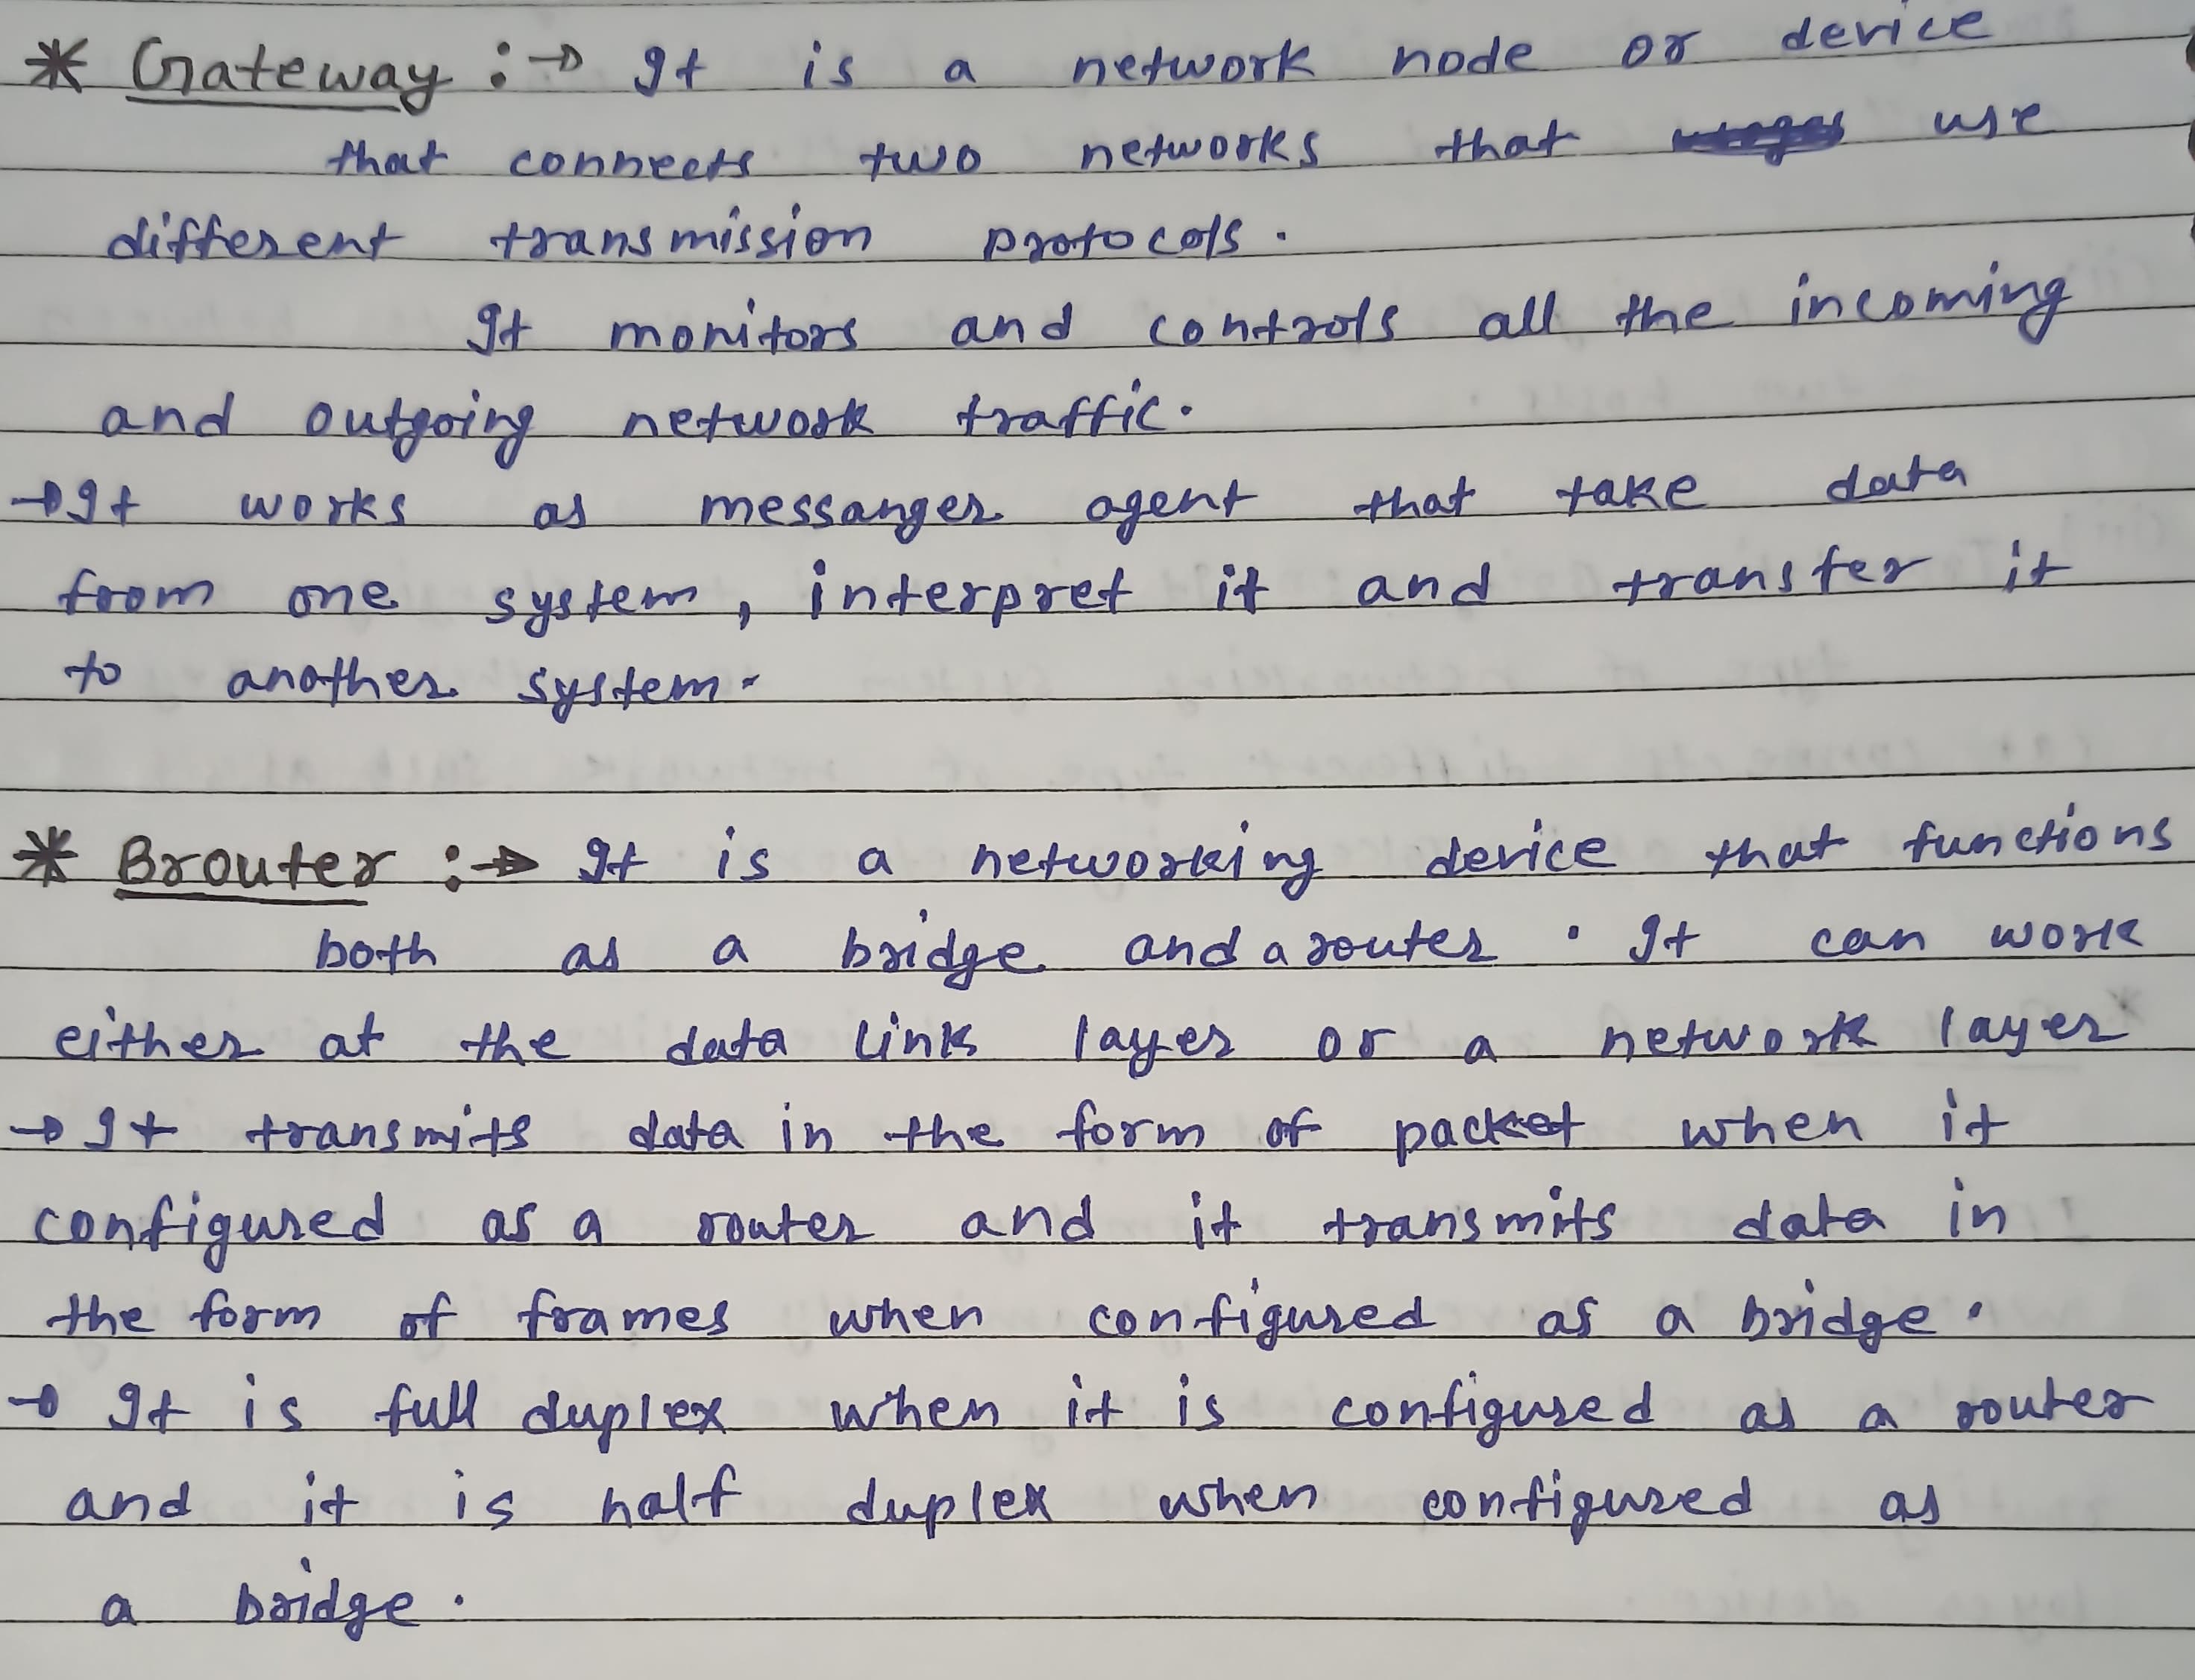 * Gateway :→ It is a network node or device
that connects two networks that use
different transmission protocols.
It monitors and controls all the incoming
and outgoing network traffic.
→ It works as messanger agent that take data
from one system, interpret it and transfer it
to another system.
* Brouter :→ It is a networking device that functions
both as a bridge and a router. It can work
either at the data link layer or a network layer
→ It transmits data in the form of packet when it
configured as a router and it transmits data in
the form of frames when configured as a bridge.
→ It is full duplex when it is configured as a router
and it is half duplex when configured as
a bridge.